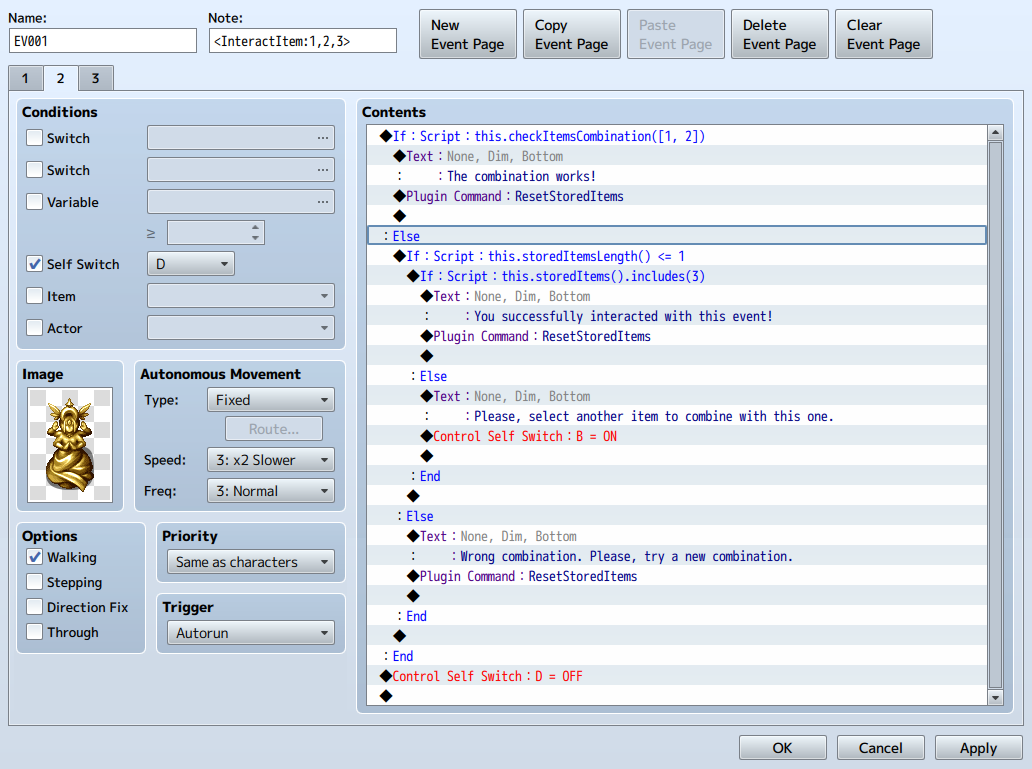 Name:
EV001
Note:
<InteractItem:1,2,3>
New
Event Page
Copy
Event Page
Paste
Event Page
Delete
Event Page
Clear
Event Page
1
2
3
Conditions
Switch
...
Switch
...
Variable
...
≥
Self Switch
D
Item
Actor
Image
Autonomous Movement
Type:
Fixed
Route...
Speed:
3: x2 Slower
Freq:
3: Normal
Options
Walking
Stepping
Direction Fix
Through
Priority
Same as characters
Trigger
Autorun
Contents
◆If：Script：this.checkItemsCombination([1, 2])
◆Text：None, Dim, Bottom
：　：The combination works!
◆Plugin Command：ResetStoredItems
◆
：Else
◆If：Script：this.storedItemsLength() <= 1
◆If：Script：this.storedItems().includes(3)
◆Text：None, Dim, Bottom
：　：You successfully interacted with this event!
◆Plugin Command：ResetStoredItems
◆
：Else
◆Text：None, Dim, Bottom
：　：Please, select another item to combine with this one.
◆Control Self Switch：B = ON
◆
：End
◆
：Else
◆Text：None, Dim, Bottom
：　：Wrong combination. Please, try a new combination.
◆Plugin Command：ResetStoredItems
◆
：End
◆
：End
◆Control Self Switch：D = OFF
◆
OK
Cancel
Apply